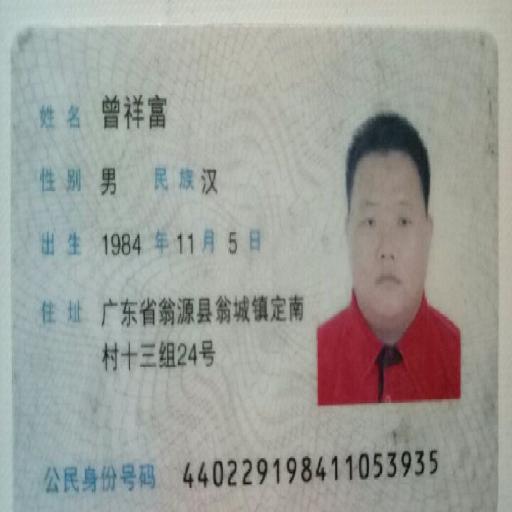 姓名 曾祥富
性别 男 民族 汉
出生 1984 年 11 月 5 日
住址 广东省翁源县翁城镇定南
村十三组24号
公民身份号码 440229198411053935